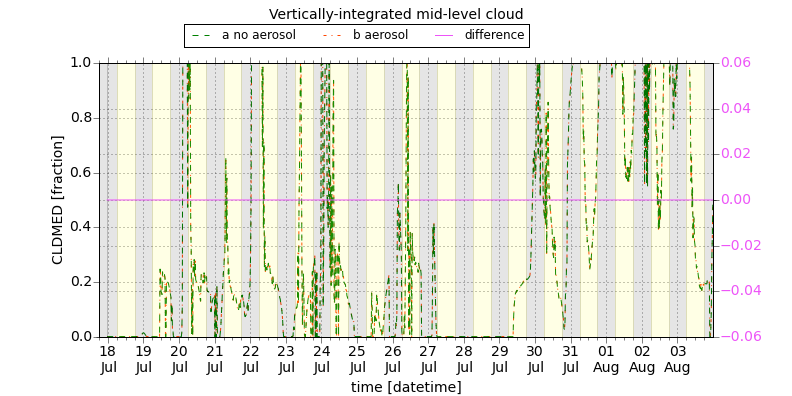 Vertically-integrated mid-level cloud
a no aerosol b aerosol difference
CLDMED [fraction]
1.0
0.8
0.6
0.4
0.2
0.0
0.06
0.04
0.02
0.00
−0.02
−0.04
−0.06
18 19 20 21 22 23 24 25 26 27 28 29 30 31 01 02 03
Jul Jul Jul Jul Jul Jul Jul Jul Jul Jul Jul Jul Jul Jul Aug Aug Aug
time [datetime]